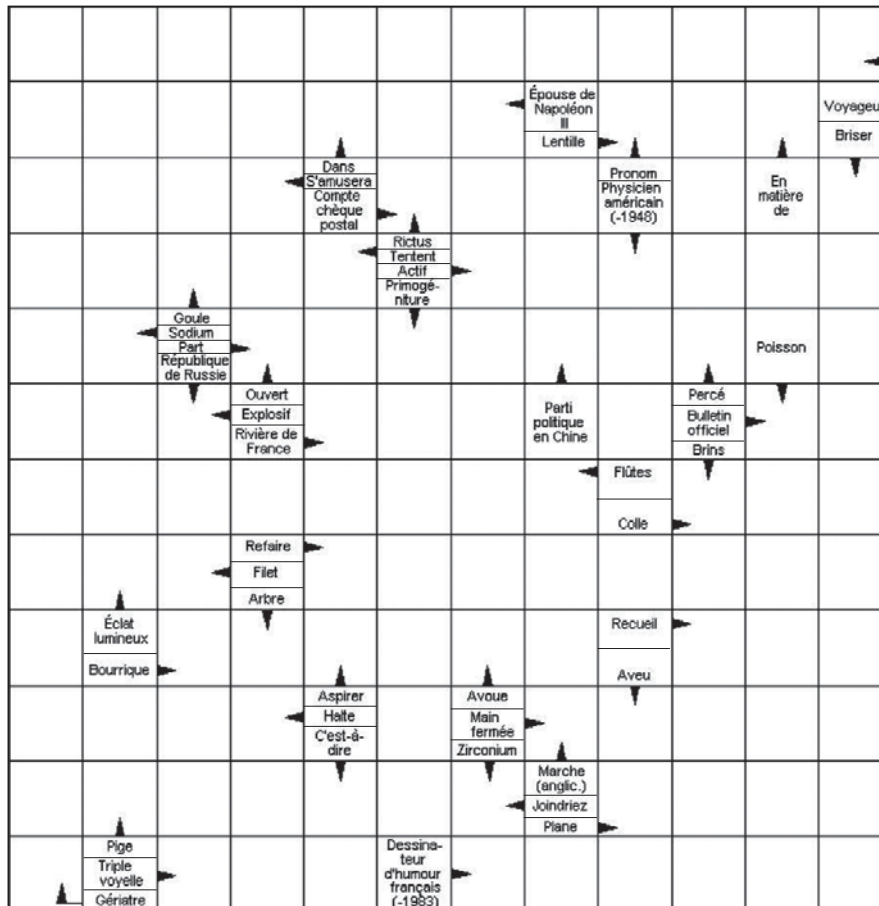 Épouse de
Napoléon
III
Lentille
Voyageu
Briser
Dans
S'amusera
Compte
chèque
postal
Pronom
Physicien
américain
(-1948)
En
matière
de
Rictus
Tentent
Actif
Primogé-
niture
Goule
Sodium
Part
République
de Russie
Poisson
Ouvert
Explosif
Rivière de
France
Parti
politique
en Chine
Percé
Bulletin
officiel
Brins
Flûtes
Colle
Refaire
Filet
Arbre
Éclat
lumineux
Bourrique
Recueil
Aveu
Aspirer
Halte
C'est-à-
dire
Avoue
Main
fermée
Zirconium
Marche
(anglic.)
Joindriez
Plane
Pige
Triple
voyelle
Gériatre
Dessina-
teur
d'humour
français
(-1983)